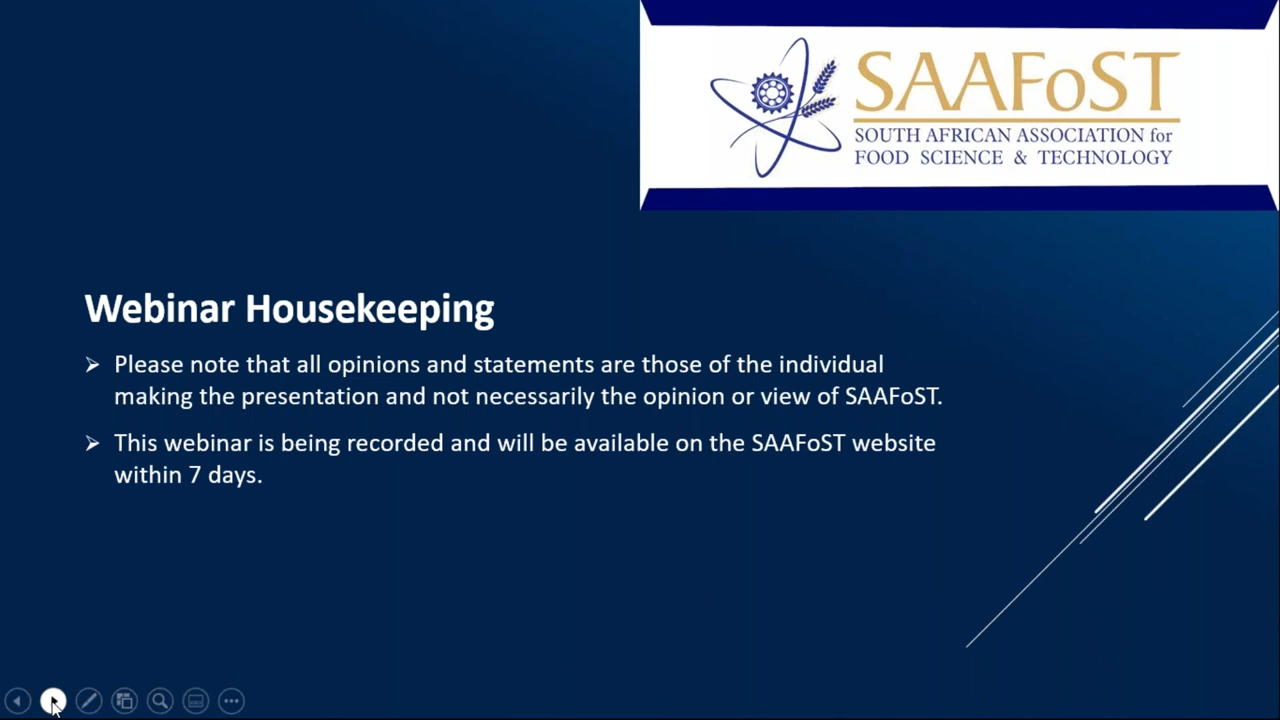 SAAFoST
SOUTH AFRICAN ASSOCIATION for
FOOD SCIENCE & TECHNOLOGY
Webinar Housekeeping
➢ Please note that all opinions and statements are those of the individual
making the presentation and not necessarily the opinion or view of SAAFoST.
➢ This webinar is being recorded and will be available on the SAAFoST website
within 7 days.